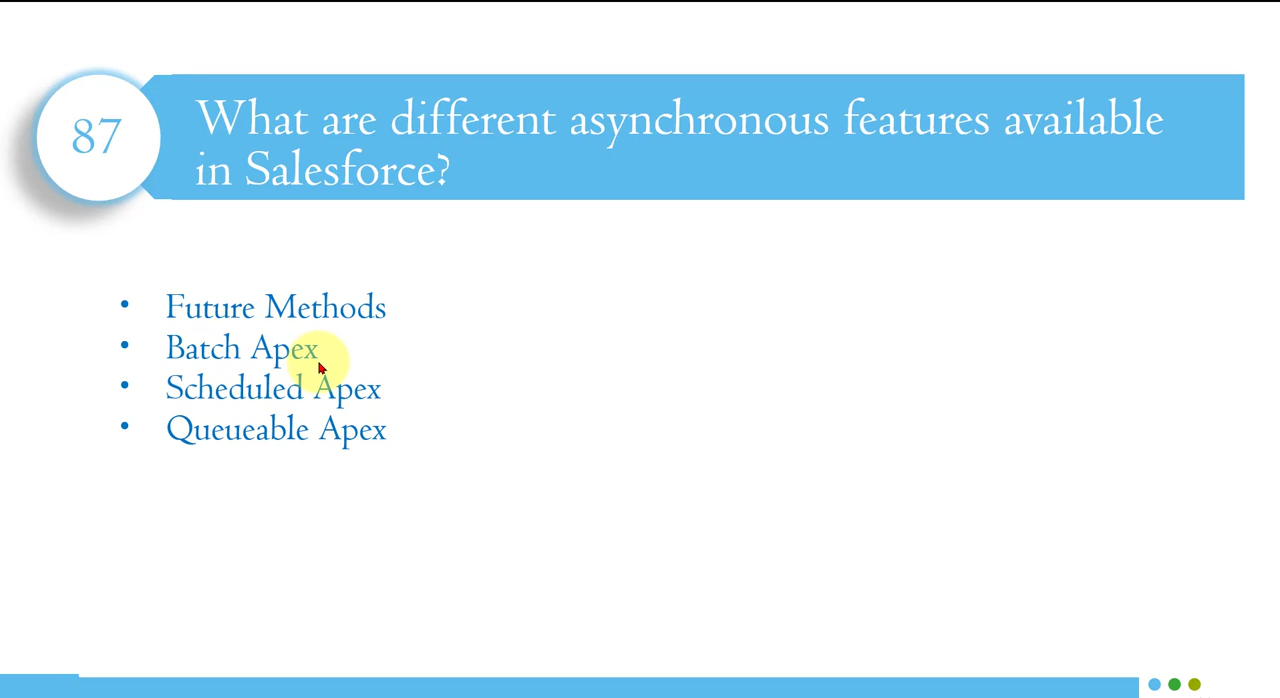 87
What are different asynchronous features available
in Salesforce?
• Future Methods
• Batch Apex
• Scheduled Apex
• Queueable Apex